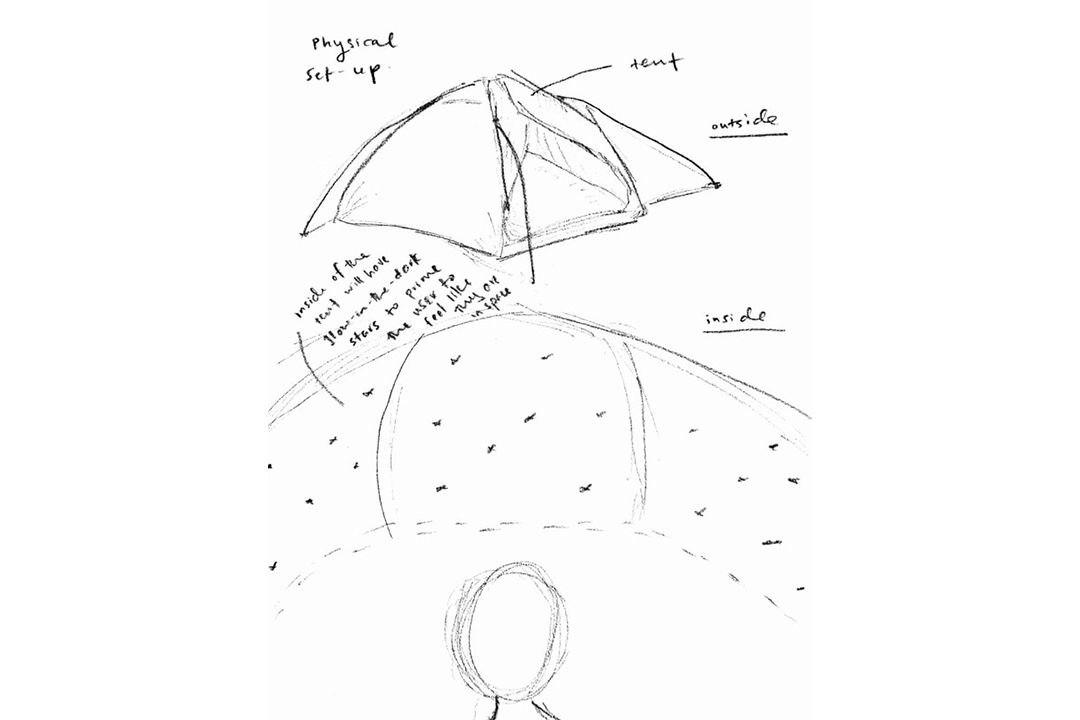 Physical
set-up.
tent
outside
inside of the
tent will have
glow-in-the-dark
stars to prime
the user to
feel like
they are
in space
inside